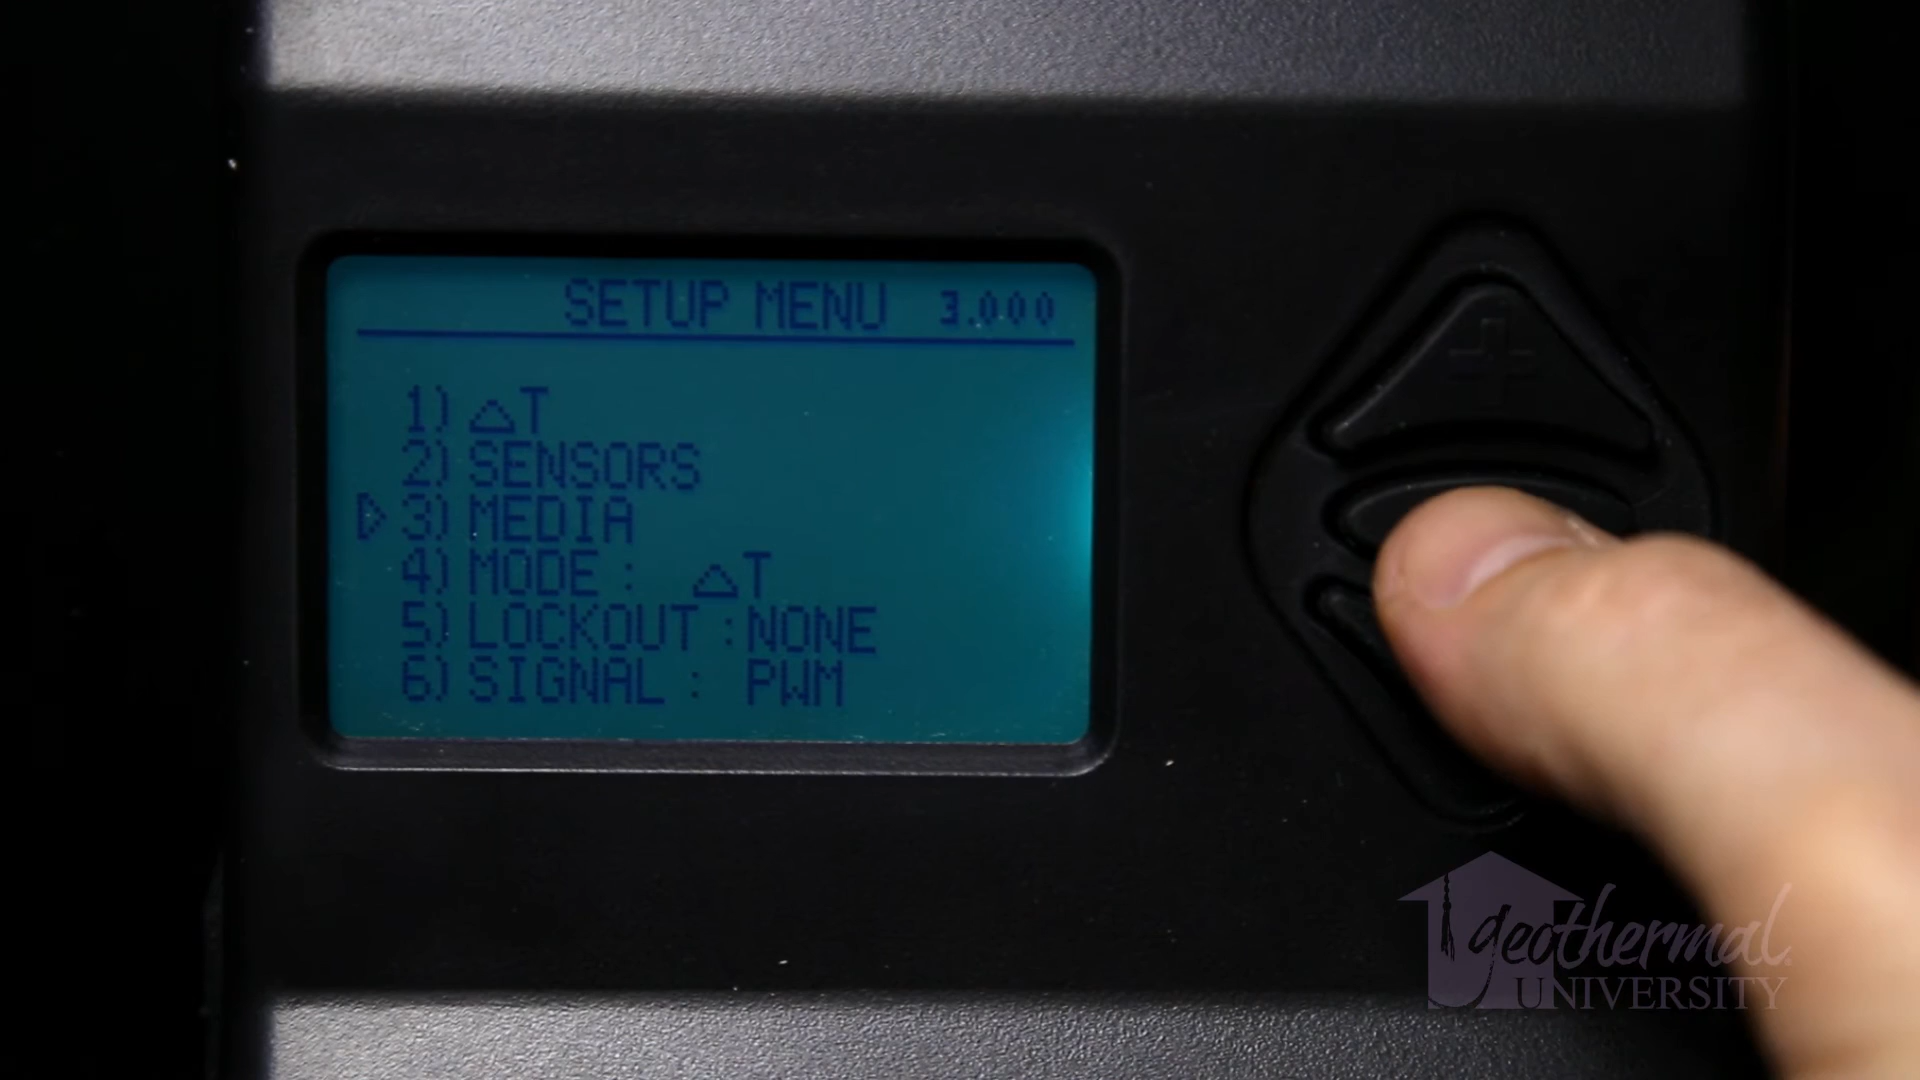 SETUP MENU 3.000
1) △T
2) SENSORS
▷ 3) MEDIA
4) MODE : △T
5) LOCKOUT :NONE
6) SIGNAL : PWM
+
geothermal
UNIVERSITY